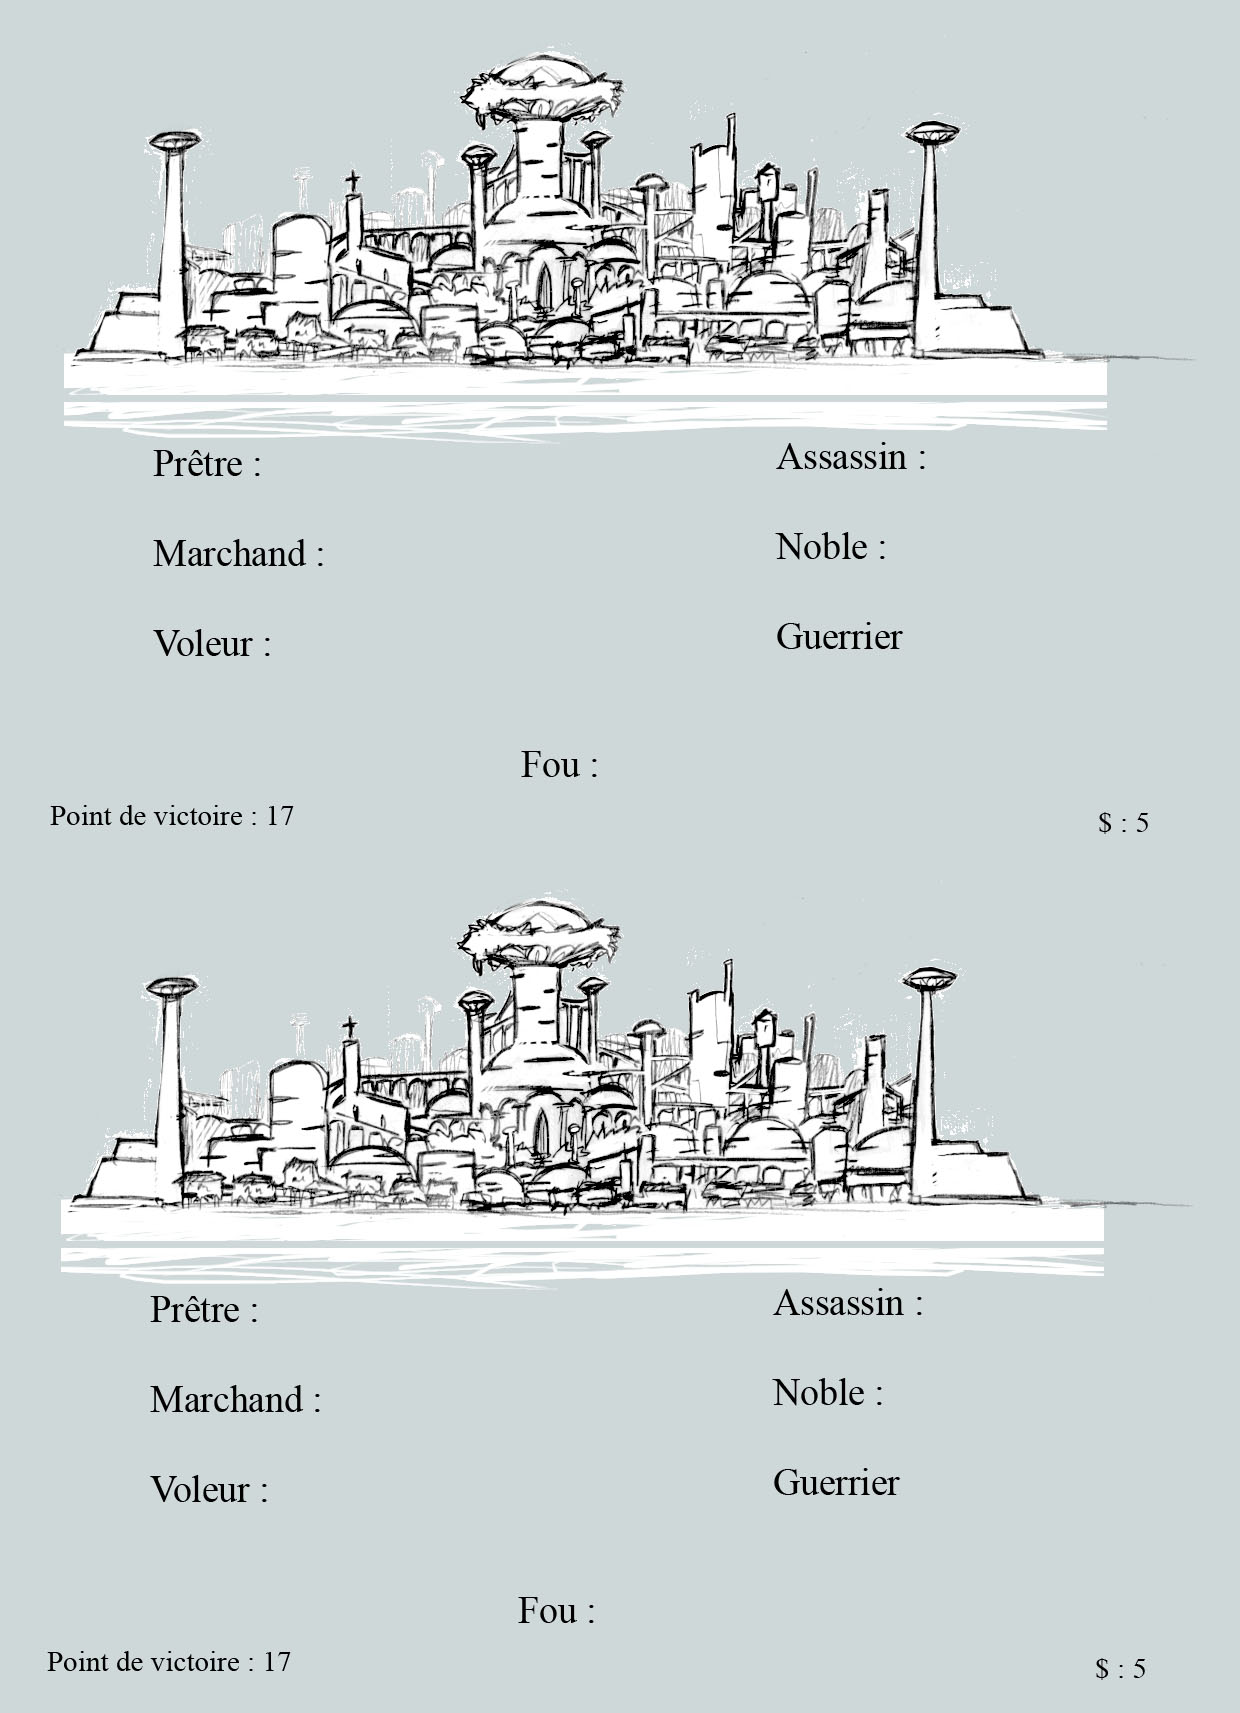 Prêtre :
Assassin :
Marchand :
Noble :
Voleur :
Guerrier
Fou :
Point de victoire : 17
$ : 5
Prêtre :
Assassin :
Marchand :
Noble :
Voleur :
Guerrier
Fou :
Point de victoire : 17
$ : 5